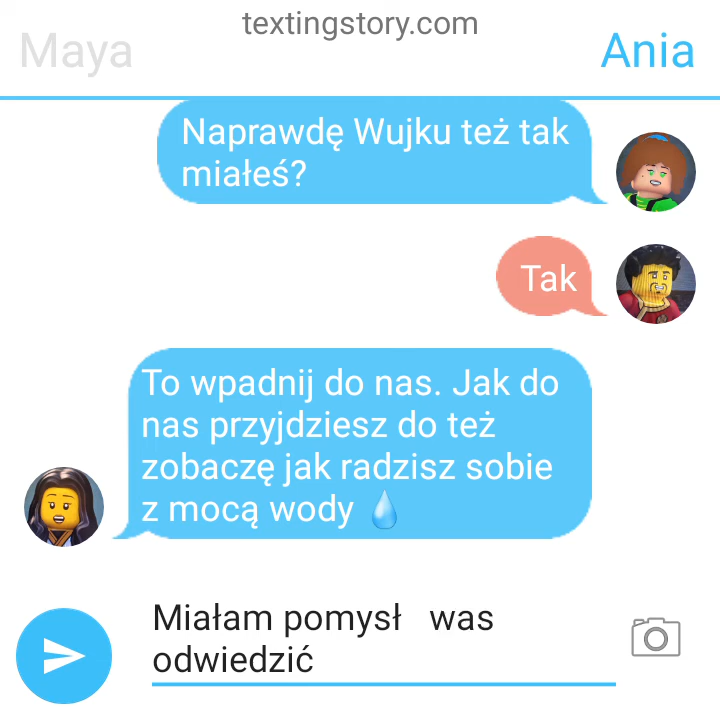 textingstory.com
Maya
Ania
Naprawdę Wujku też tak
miałeś?
Tak
To wpadnij do nas. Jak do
nas przyjdziesz do też
zobaczę jak radzisz sobie
z mocą wody 💧
Miałam pomysł   was
odwiedzić